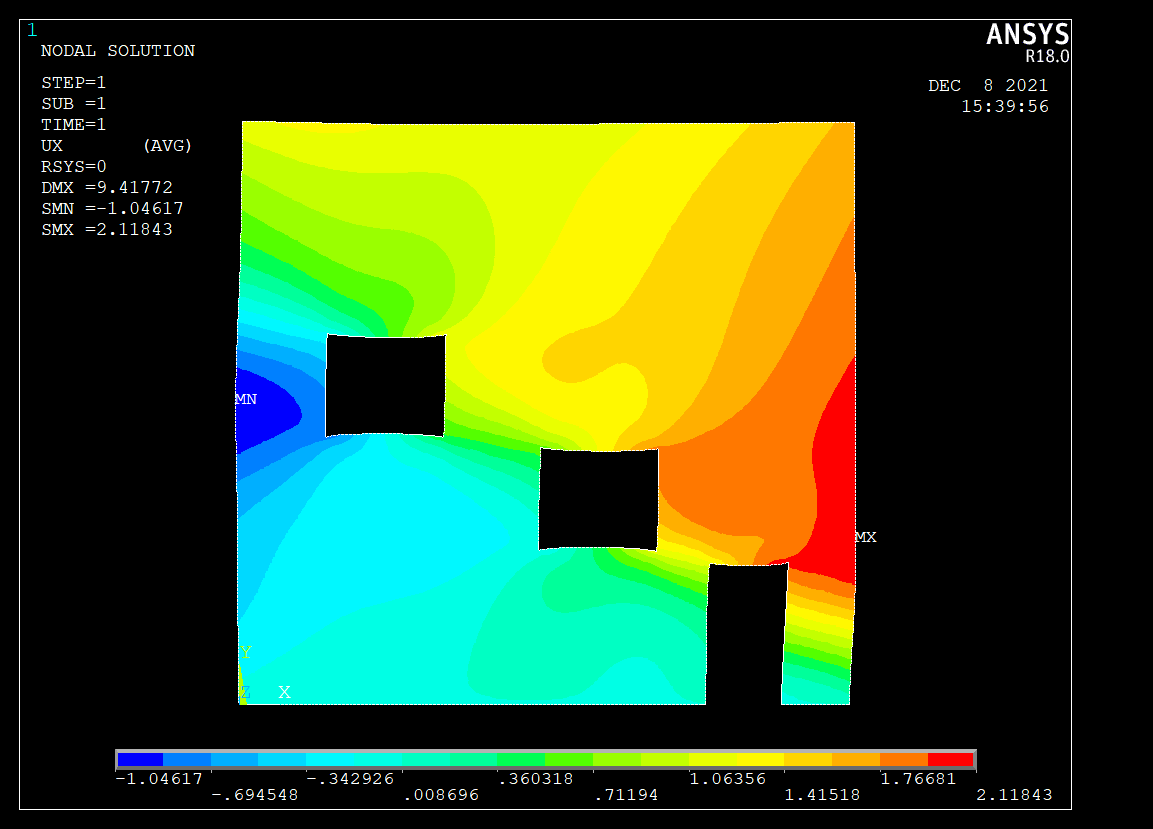 1
ANSYS
R18.0
NODAL SOLUTION
STEP=1
SUB =1
TIME=1
UX (AVG)
RSYS=0
DMX =9.41772
SMN =-1.04617
SMX =2.11843
DEC 8 2021
15:39:56
MN
MX
Y
Z X
-1.04617 -.342926 .360318 1.06356 1.76681
-.694548 .008696 .71194 1.41518 2.11843